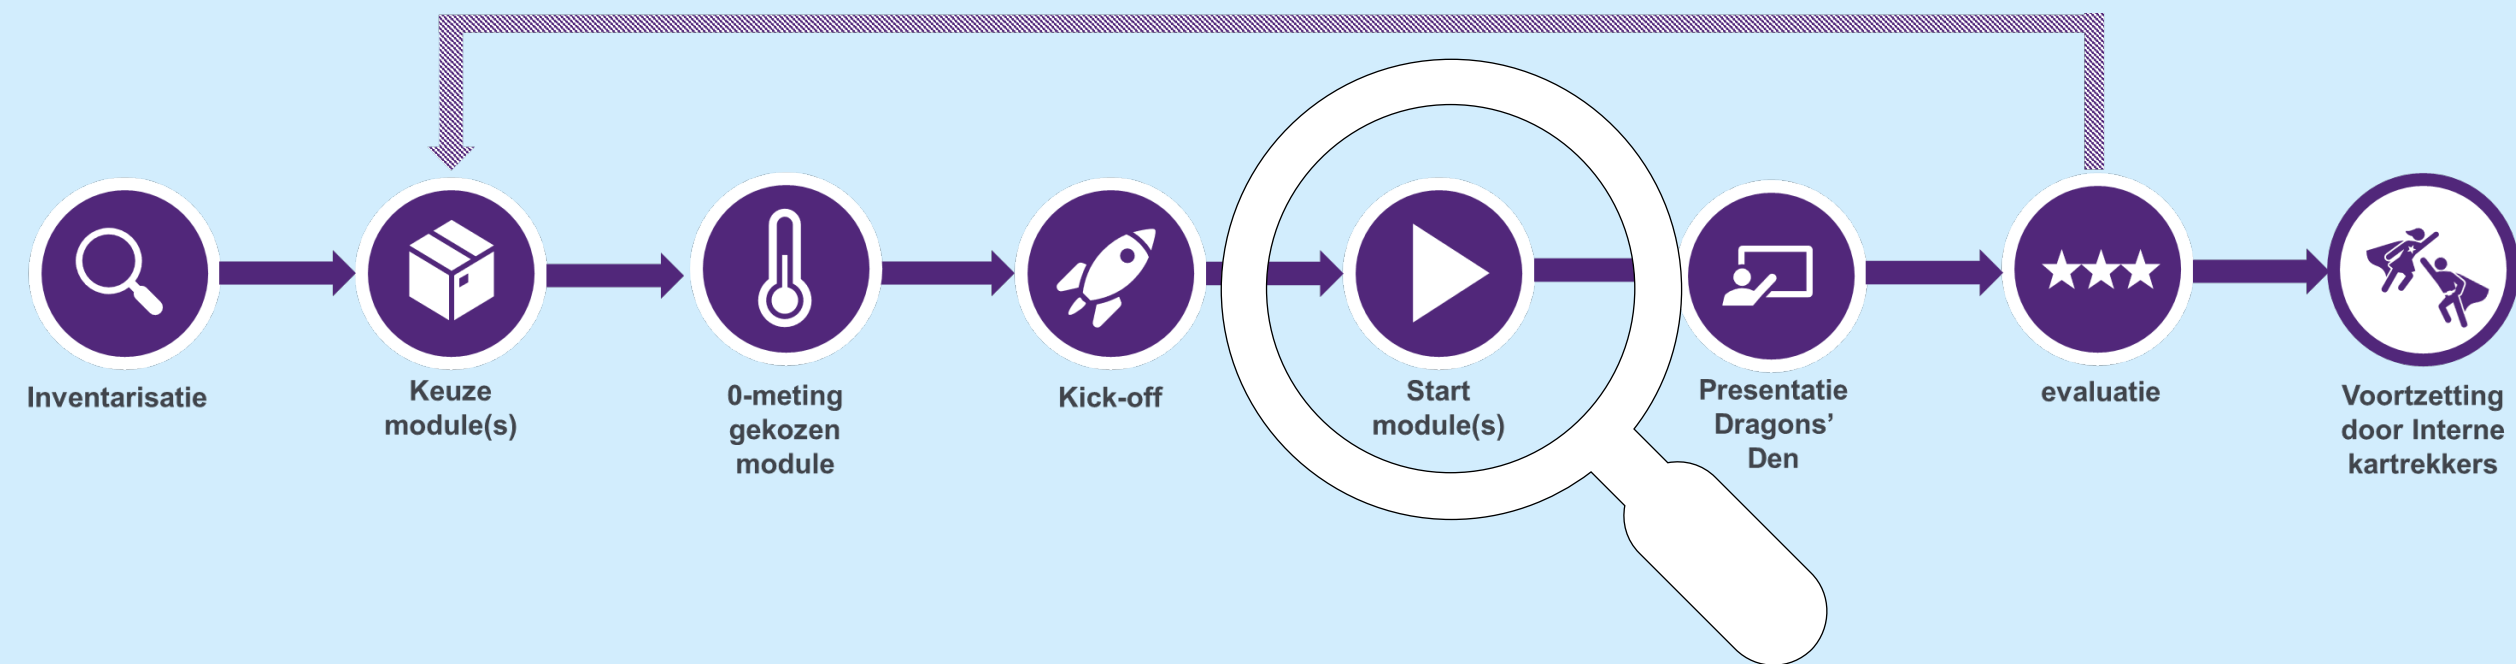 Inventarisatie
Keuze
module(s)
0-meting
gekozen
module
Kick-off
Start
module(s)
Presentatie
Dragons’
Den
evaluatie
Voortzetting
door Interne
kartrekkers